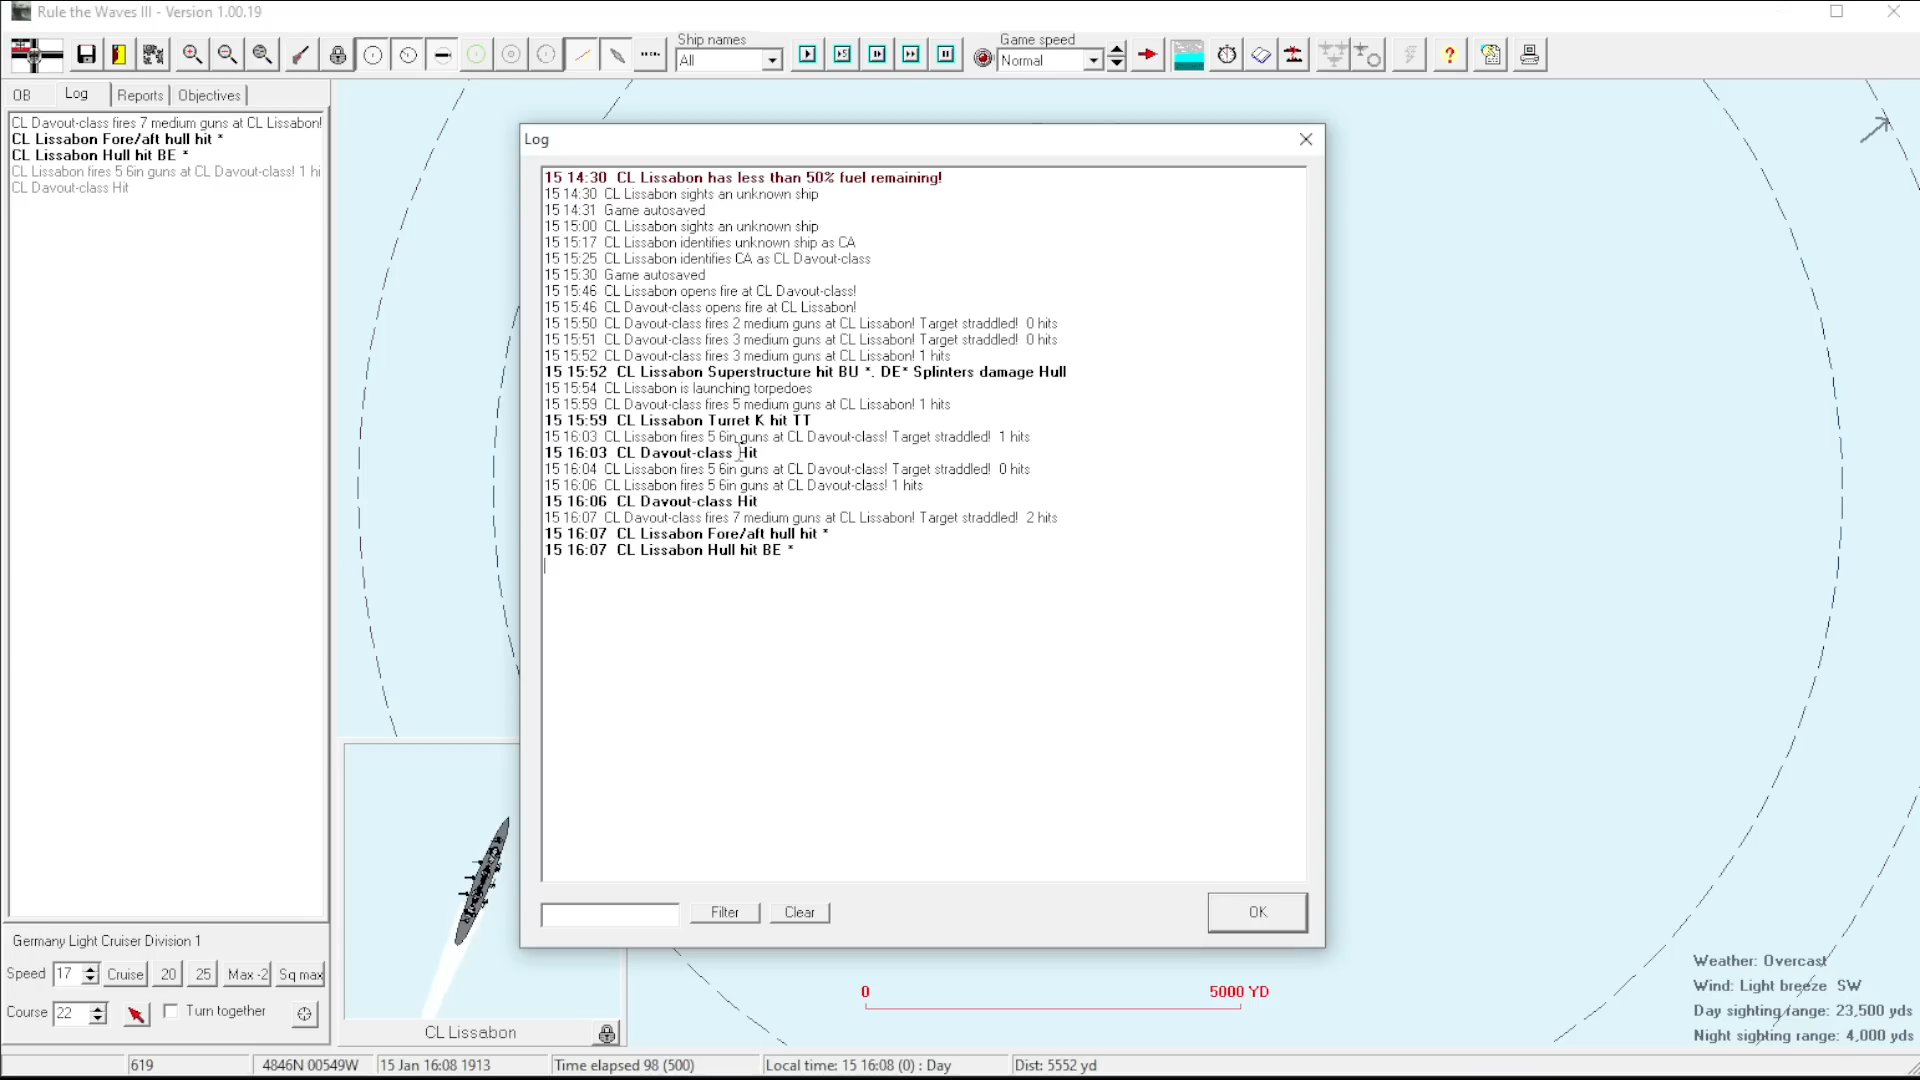 Rule the Waves III - Version 1.00.19
Ship names
All
Game speed
Normal
OB
Log
Reports
Objectives
CL Davout-class fires 7 medium guns at CL Lissabon!
CL Lissabon Fore/aft hull hit *
CL Lissabon Hull hit BE *
CL Lissabon fires 5 6in guns at CL Davout-class! 1 hi
CL Davout-class Hit
Log
15 14:30 CL Lissabon has less than 50% fuel remaining!
15 14:30 CL Lissabon sights an unknown ship
15 14:31 Game autosaved
15 15:00 CL Lissabon sights an unknown ship
15 15:17 CL Lissabon identifies unknown ship as CA
15 15:25 CL Lissabon identifies CA as CL Davout-class
15 15:30 Game autosaved
15 15:46 CL Lissabon opens fire at CL Davout-class!
15 15:46 CL Davout-class opens fire at CL Lissabon!
15 15:50 CL Davout-class fires 2 medium guns at CL Lissabon! Target straddled! 0 hits
15 15:51 CL Davout-class fires 3 medium guns at CL Lissabon! Target straddled! 0 hits
15 15:52 CL Davout-class fires 3 medium guns at CL Lissabon! 1 hits
15 15:52 CL Lissabon Superstructure hit BU *. DE* Splinters damage Hull
15 15:54 CL Lissabon is launching torpedoes
15 15:59 CL Davout-class fires 5 medium guns at CL Lissabon! 1 hits
15 15:59 CL Lissabon Turret K hit TT
15 16:03 CL Lissabon fires 5 6in guns at CL Davout-class! Target straddled! 1 hits
15 16:03 CL Davout-class Hit
15 16:04 CL Lissabon fires 5 6in guns at CL Davout-class! Target straddled! 0 hits
15 16:06 CL Lissabon fires 5 6in guns at CL Davout-class! 1 hits
15 16:06 CL Davout-class Hit
15 16:07 CL Davout-class fires 7 medium guns at CL Lissabon! Target straddled! 2 hits
15 16:07 CL Lissabon Fore/aft hull hit *
15 16:07 CL Lissabon Hull hit BE *
Filter
Clear
OK
Germany Light Cruiser Division 1
Speed 17 Cruise 20 25 Max -2 Sq max
Course 22 Turn together
CL Lissabon
0 5000 YD
Weather: Overcast
Wind: Light breeze SW
Day sighting range: 23,500 yds
Night sighting range: 4,000 yds
619 4846N 00549W 15 Jan 16:08 1913 Time elapsed 98 (500) Local time: 15 16:08 (0) : Day Dist: 5552 yd